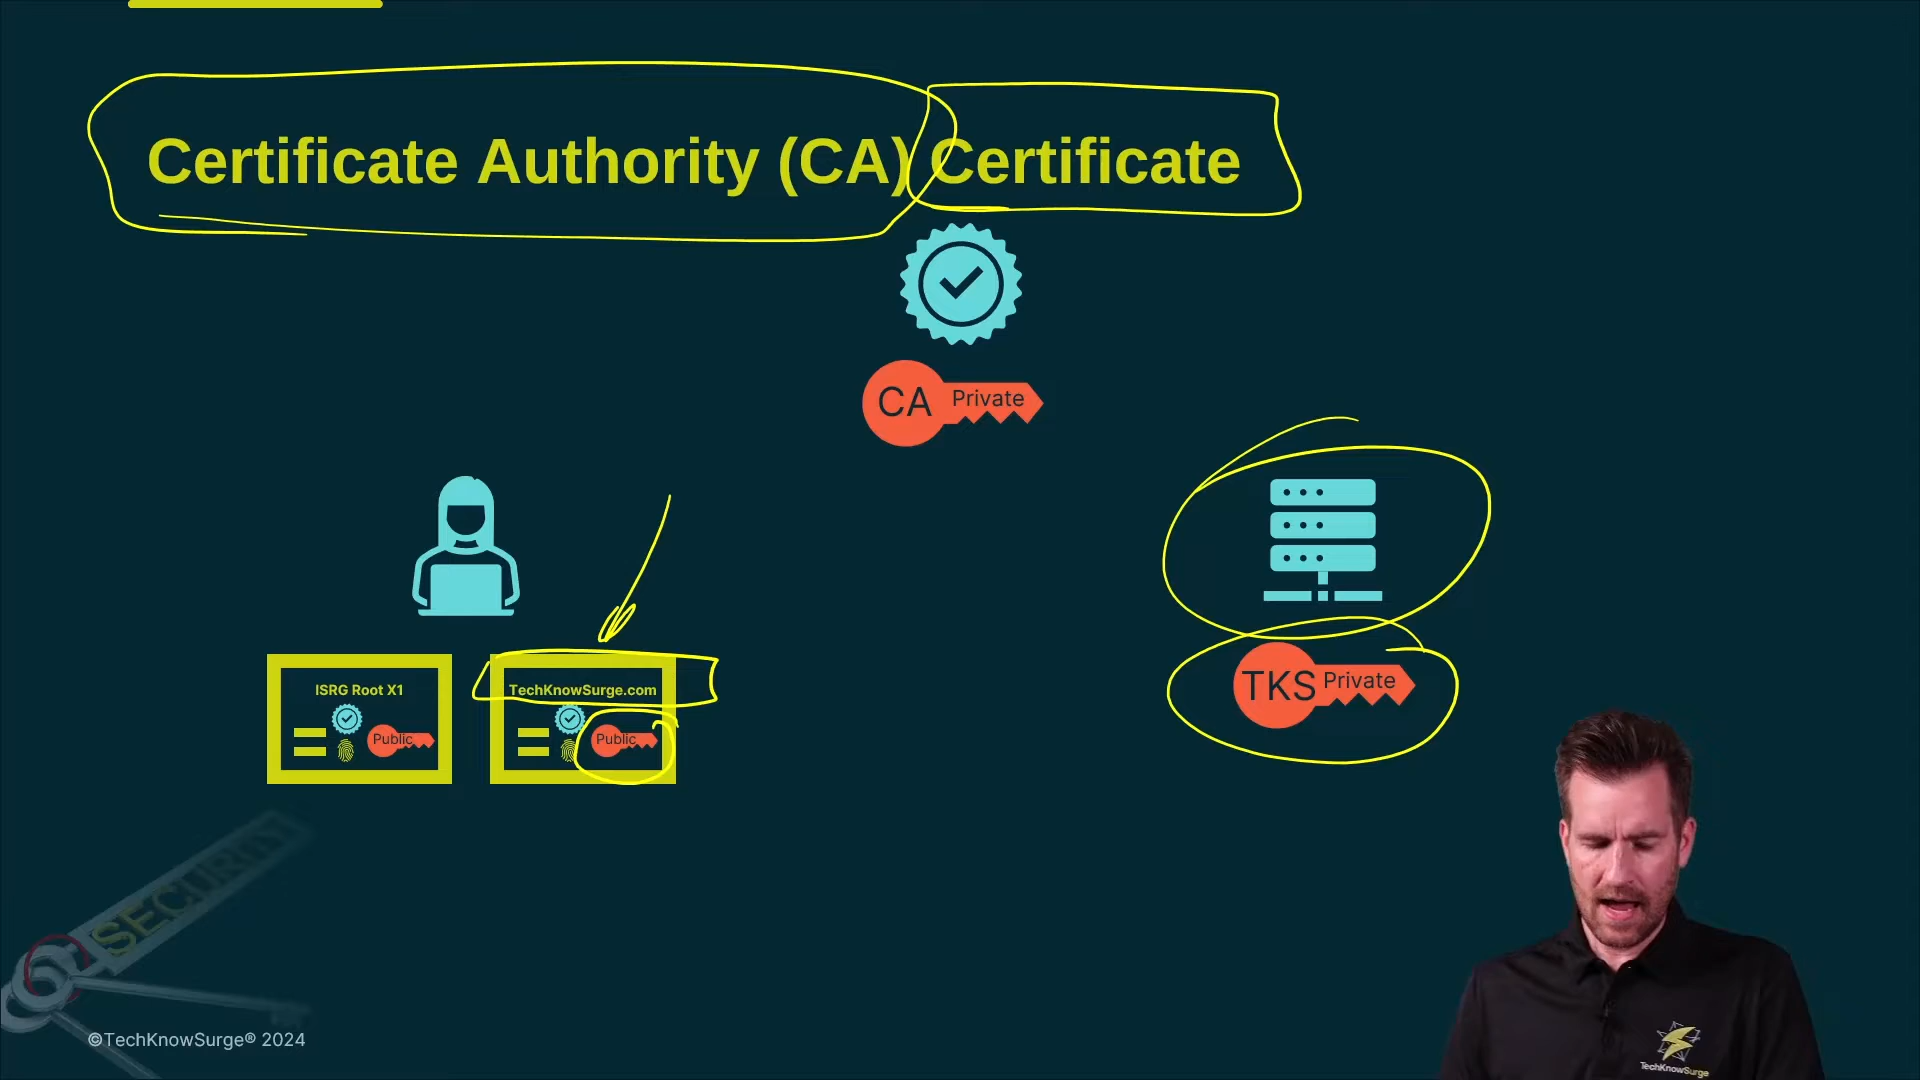 Certificate Authority (CA) Certificate
CA Private
ISRG Root X1
Public
TechKnowSurge.com
Public
TKS Private
SECURITY
©TechKnowSurge® 2024
TechKnowSurge